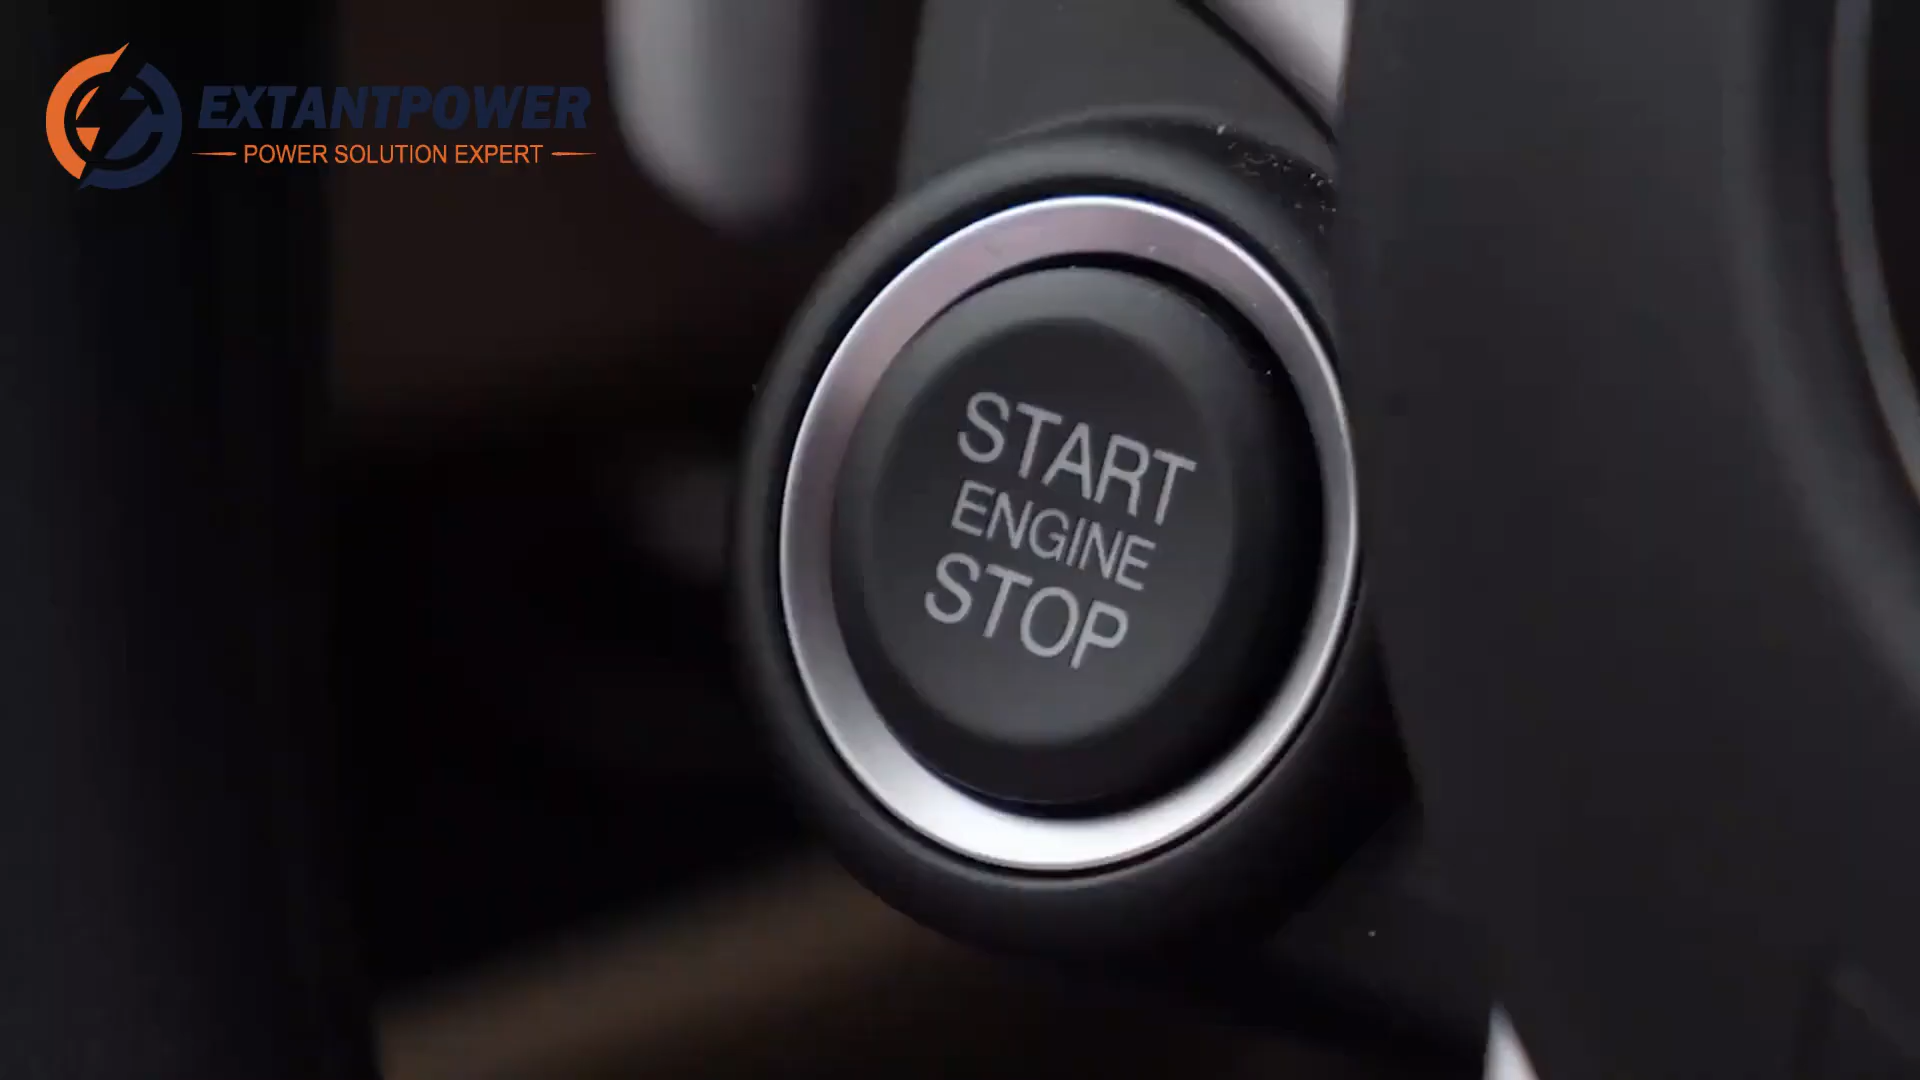 EXTANTPOWER
POWER SOLUTION EXPERT
START
ENGINE
STOP